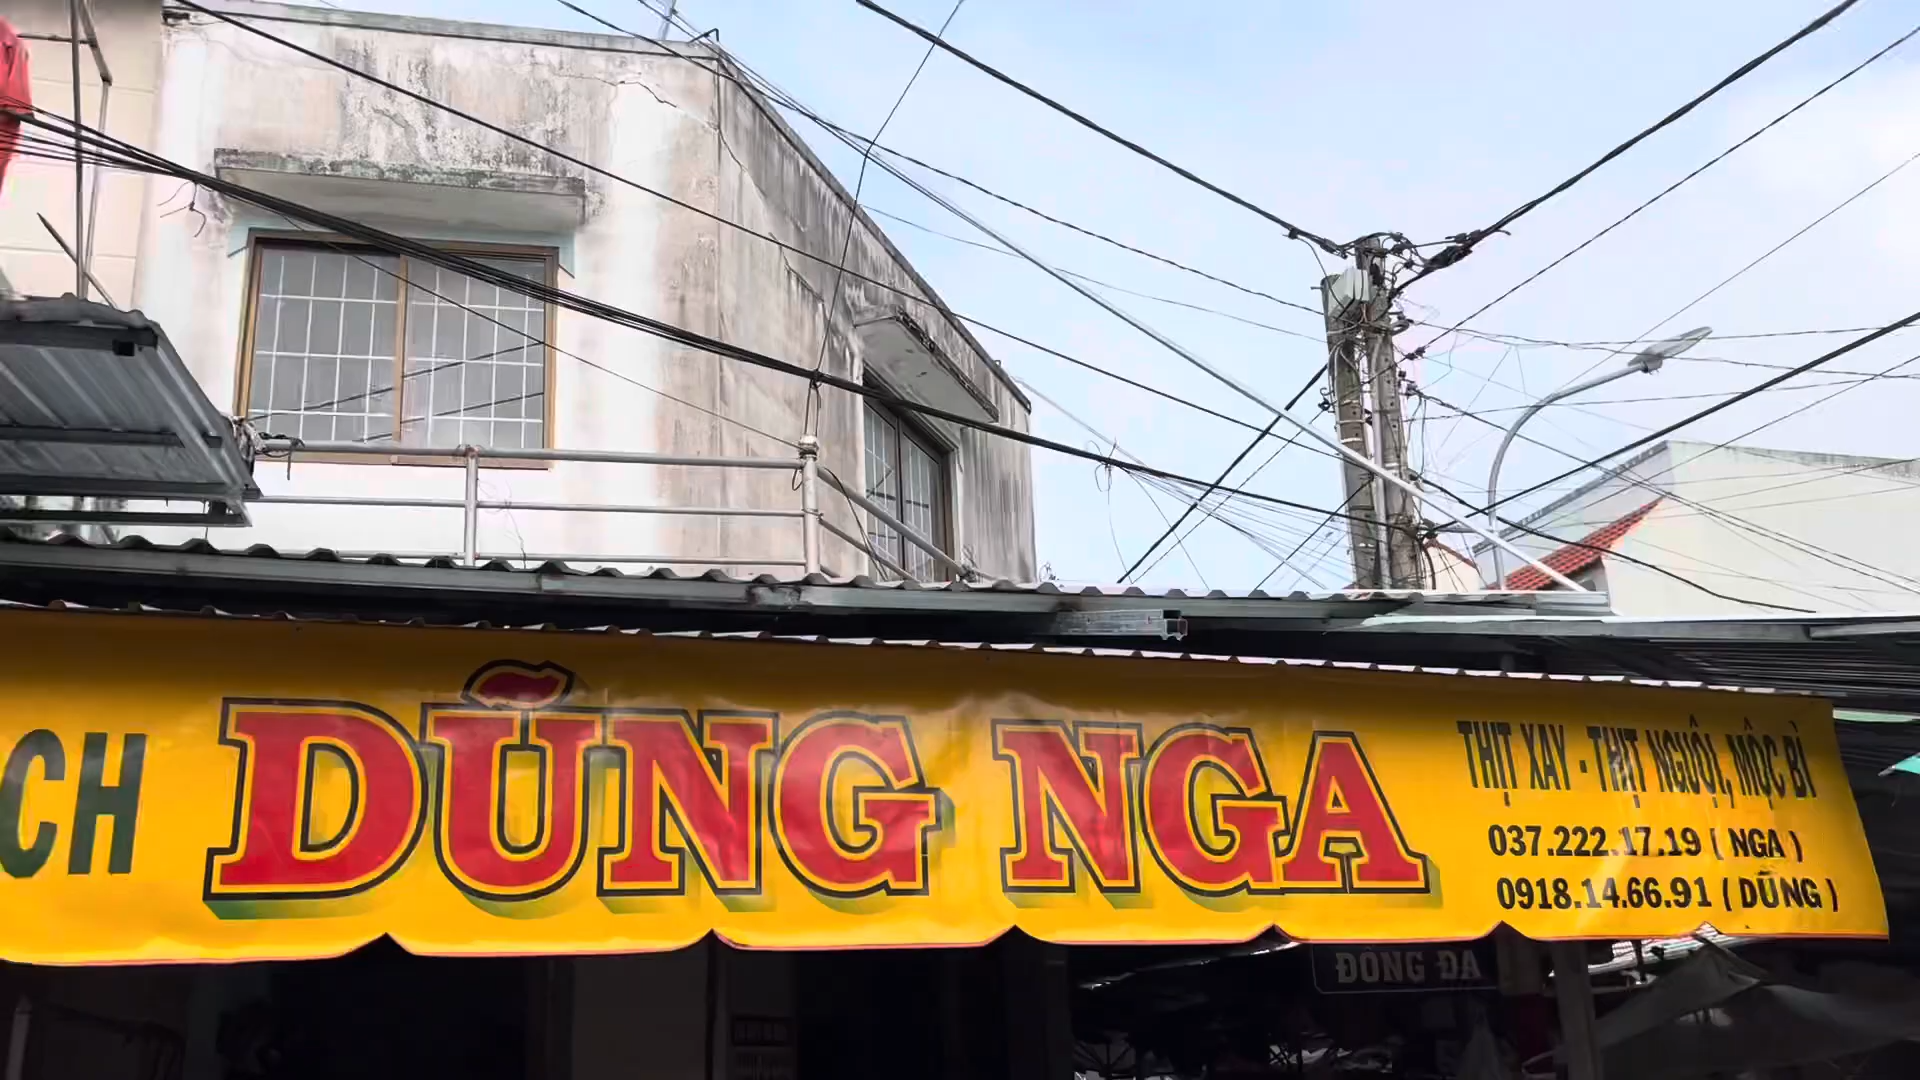 CH
DŨNG NGA
THỊT XAY - THỊT NGUỘI, MỘC BÌ
037.222.17.19 ( NGA )
0918.14.66.91 ( DŨNG )
ĐỐNG ĐA